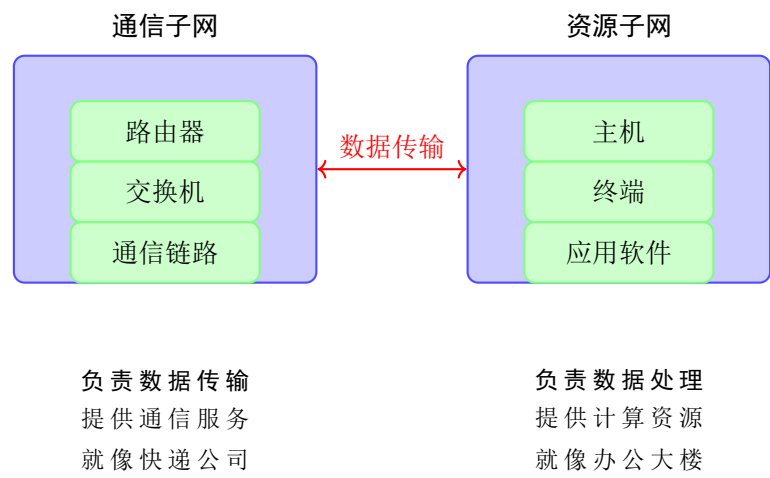 通信子网
资源子网
路由器
交换机
通信链路
数据传输
主机
终端
应用软件
负责数据传输
提供通信服务
就像快递公司
负责数据处理
提供计算资源
就像办公大楼